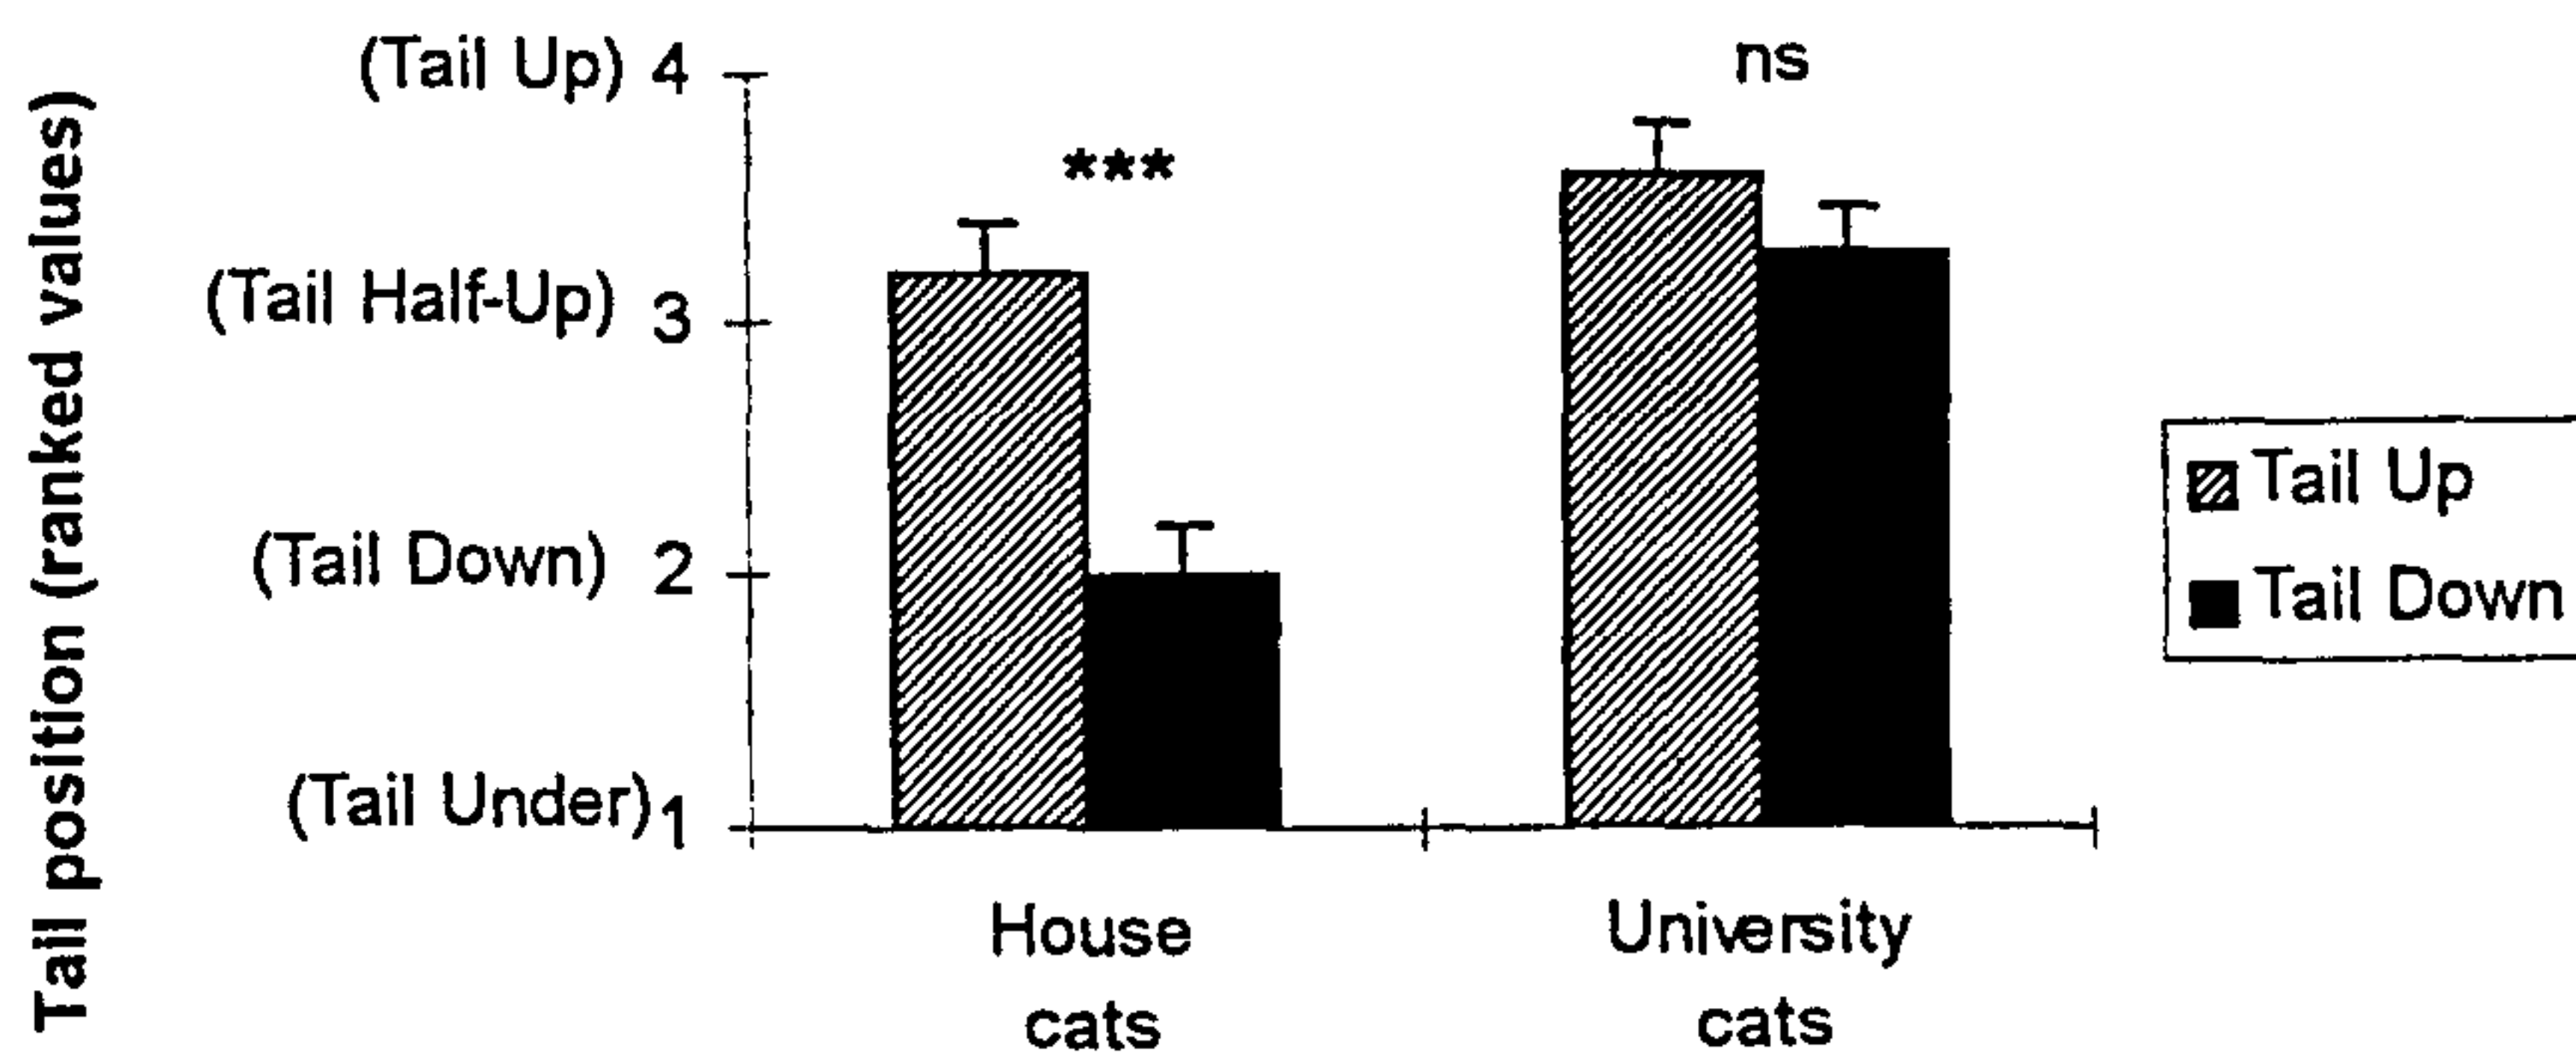 Tail position (ranked values)
(Tail Up) 4
(Tail Half-Up) 3
(Tail Down) 2
(Tail Under) 1
***
ns
House
cats
University
cats
Tail Up
Tail Down